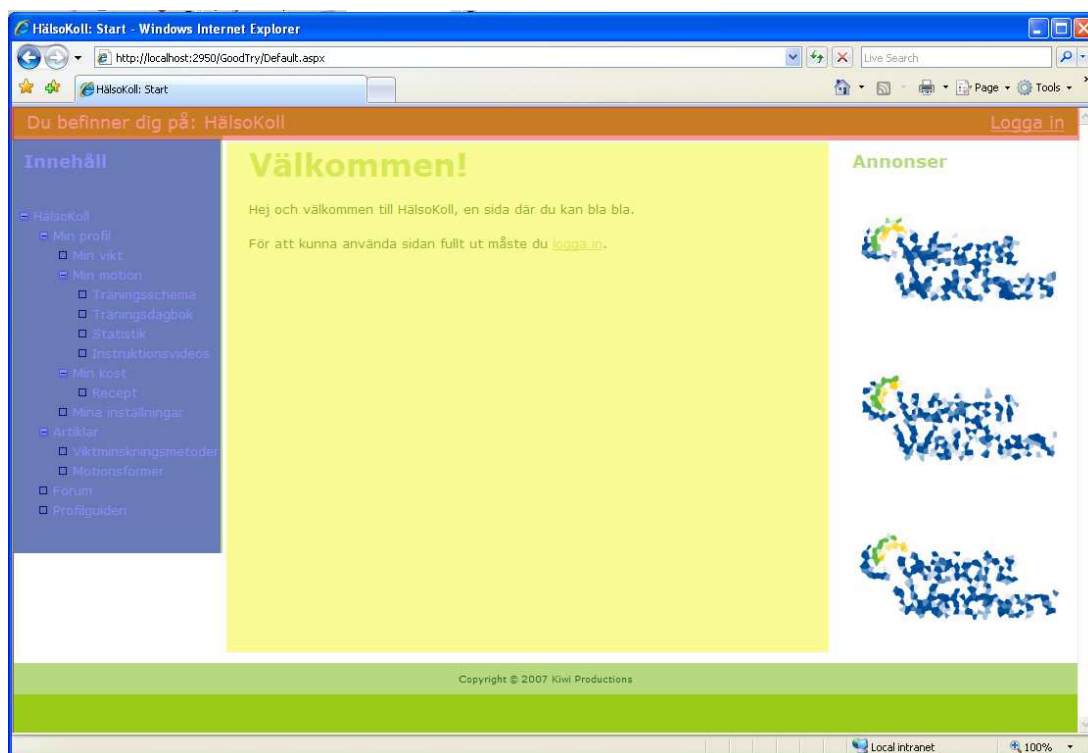 HälsoKoll: Start - Windows Internet Explorer
http://localhost:2950/GoodTry/Default.aspx
Live Search
HälsoKoll: Start
Page
Tools
Du befinner dig på: HälsoKoll
Logga in
Innehåll
HälsoKoll
Min profil
Min vikt
Min motion
Träningsschema
Träningsdagbok
Statistik
Instruktionsvideos
Min kost
Recept
Mina inställningar
Artiklar
Viktminskningsmetoder
Motionsformer
Forum
Profilguiden
Välkommen!
Hej och välkommen till HälsoKoll, en sida där du kan bla bla.
För att kunna använda sidan fullt ut måste du logga in.
Annonser
Copyright © 2007 Kiwi Productions
Local intranet
100%